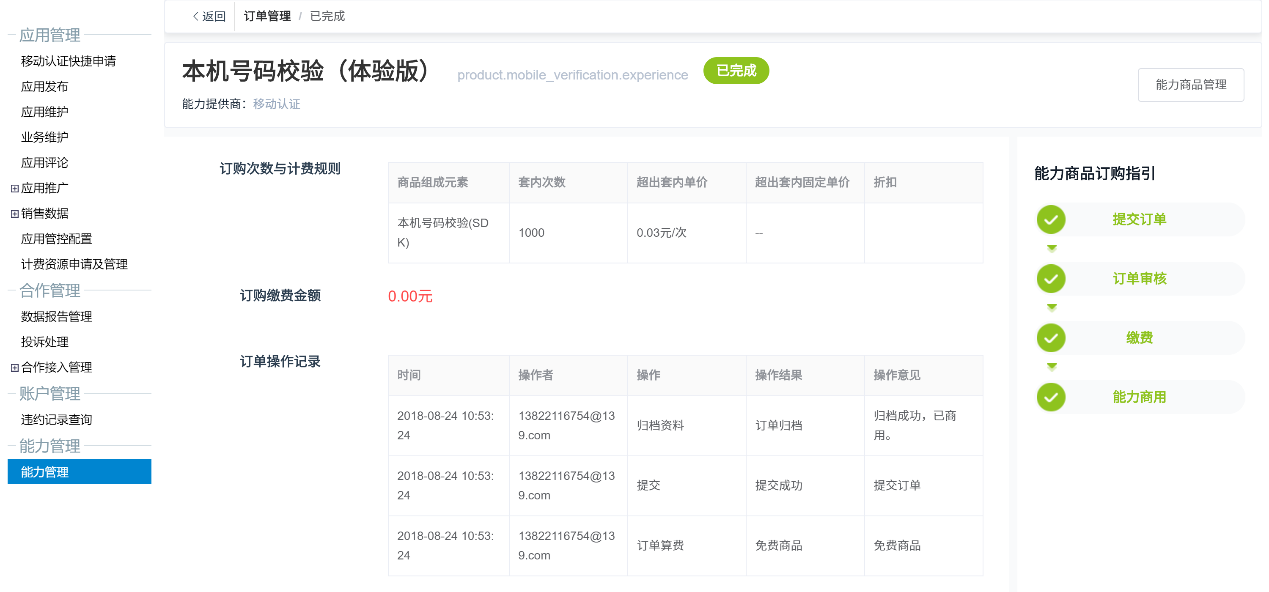 应用管理
移动认证快捷申请
应用发布
应用维护
业务维护
应用评论
应用推广
销售数据
应用管控配置
计费资源申请及管理
合作管理
数据报告管理
投诉处理
合作接入管理
账户管理
违约记录查询
能力管理
能力管理
返回 订单管理 / 已完成
本机号码校验（体验版） product.mobile_verification.experience 已完成
能力提供商：移动认证
能力商品管理
订购次数与计费规则
商品组成元素 套内次数 超出套内单价 超出套内固定单价 折扣
本机号码校验(SD
K)
1000 0.03元/次 --
订购缴费金额 0.00元
订单操作记录
时间 操作者 操作 操作结果 操作意见
2018-08-24 10:53:
24
13822116754@13
9.com
归档资料 订单归档
归档成功，已商
用。
2018-08-24 10:53:
24
13822116754@13
9.com
提交 提交成功 提交订单
2018-08-24 10:53:
24
13822116754@13
9.com
订单算费 免费商品 免费商品
能力商品订购指引
提交订单
订单审核
缴费
能力商用